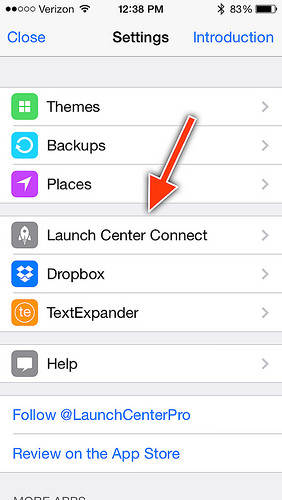 Verizon 12:38 PM 83%
Close Settings Introduction
Themes
Backups
Places
Launch Center Connect
Dropbox
te TextExpander
Help
Follow @LaunchCenterPro
Review on the App Store
MORE APPS